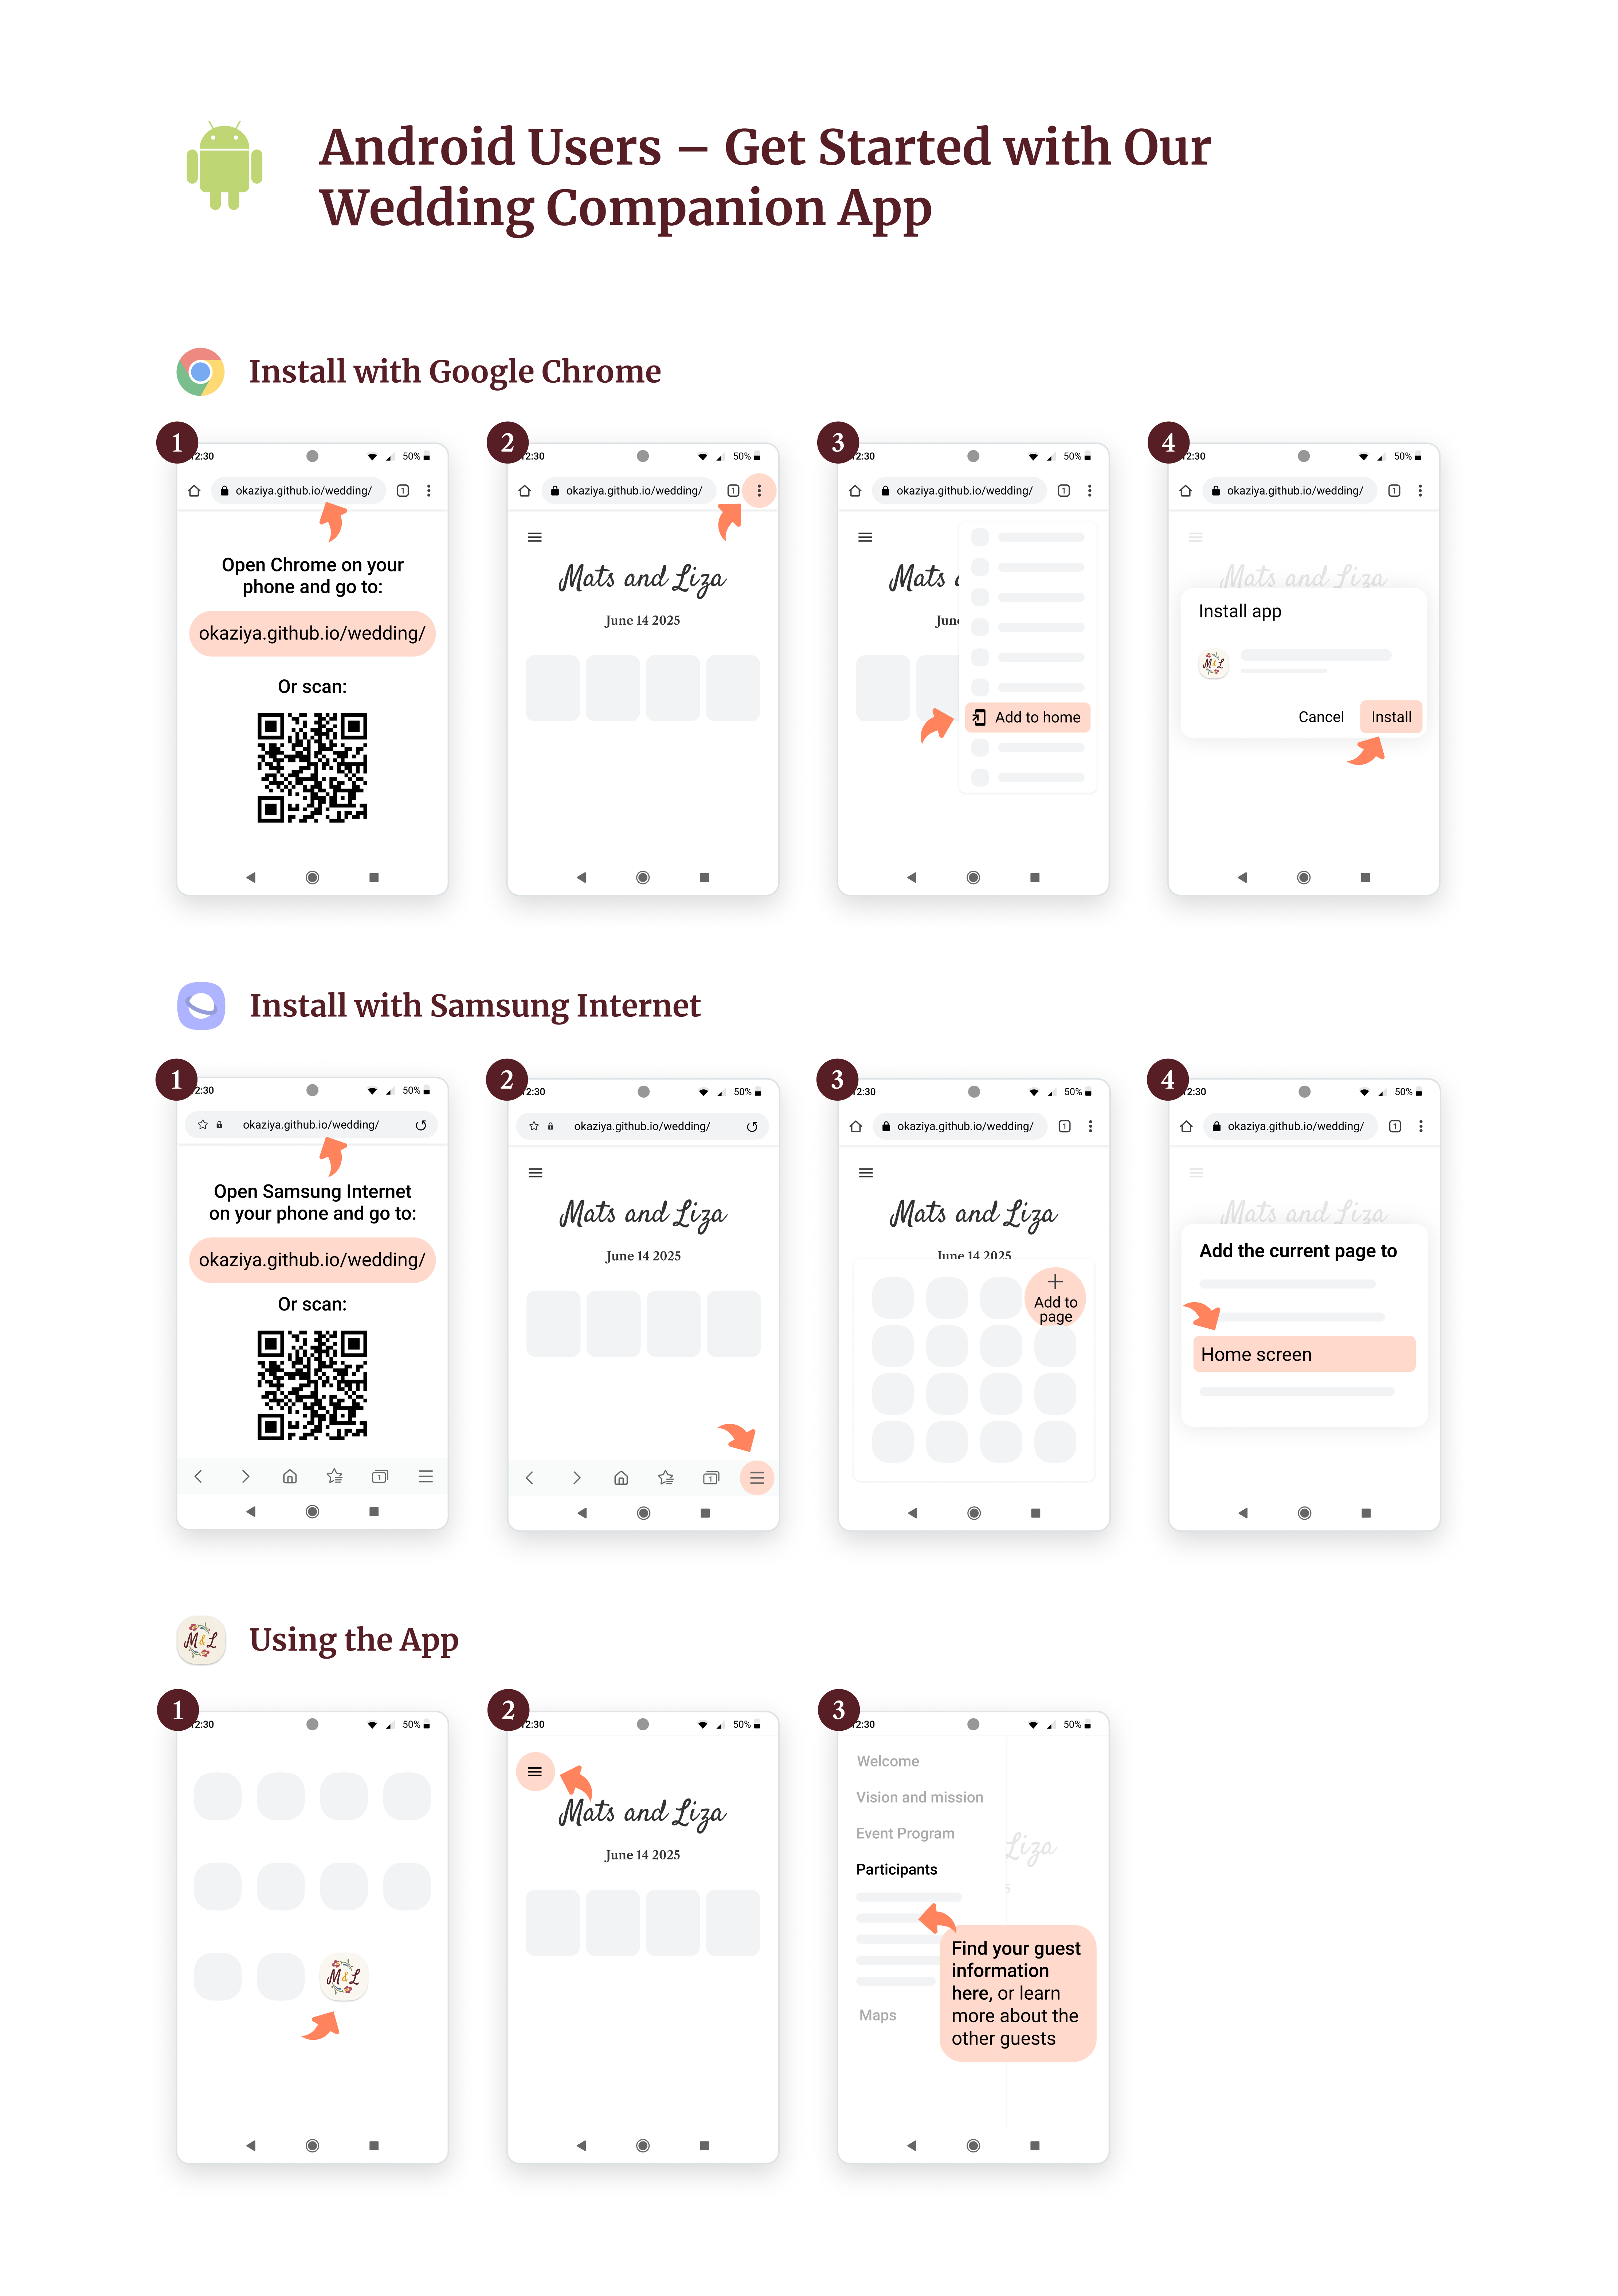 Android Users – Get Started with Our
Wedding Companion App
Install with Google Chrome
1
2:30
50%
okaziya.github.io/wedding/
1
Open Chrome on your
phone and go to:
okaziya.github.io/wedding/
Or scan:
2
2:30
50%
okaziya.github.io/wedding/
1
Mats and Liza
June 14 2025
3
2:30
50%
okaziya.github.io/wedding/
1
Mats
June
Add to home
4
2:30
50%
okaziya.github.io/wedding/
1
Mats and Liza
Install app
M&L
Cancel
Install
Install with Samsung Internet
1
2:30
50%
okaziya.github.io/wedding/
Open Samsung Internet
on your phone and go to:
okaziya.github.io/wedding/
Or scan:
1
2
2:30
50%
okaziya.github.io/wedding/
Mats and Liza
June 14 2025
1
3
2:30
50%
okaziya.github.io/wedding/
1
Mats and Liza
June 14 2025
Add to
page
4
2:30
50%
okaziya.github.io/wedding/
1
Mats and Liza
Add the current page to
Home screen
M&L
Using the App
1
2:30
50%
M&L
2
2:30
50%
Mats and Liza
June 14 2025
3
2:30
50%
Welcome
Vision and mission
Event Program
Liza
Participants
5
Find your guest
information
here, or learn
more about the
other guests
Maps